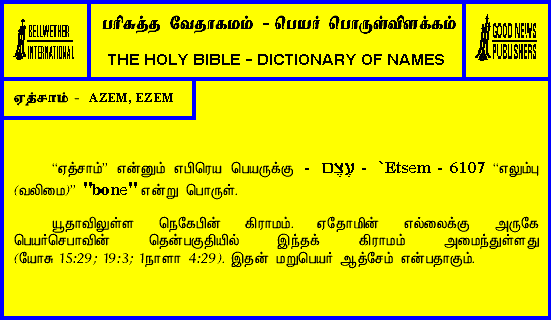 BELLWETHER
INTERNATIONAL
பரிசுத்த வேதாகமம் - பெயர் பொருள்விளக்கம்
THE HOLY BIBLE - DICTIONARY OF NAMES
GOOD NEWS
PUBLISHERS
ஏத்சாம் - AZEM, EZEM
“ஏத்சாம்” என்னும் எபிரெய பெயருக்கு - עֶצֶם - `Etsem - 6107 “எலும்பு
(வலிமை)” "bone" என்று பொருள்.
யூதாவிலுள்ள நெகேபின் கிராமம். ஏதோமின் எல்லைக்கு அருகே
பெயர்செபாவின் தென்பகுதியில் இந்தக் கிராமம் அமைந்துள்ளது
(யோசு 15:29; 19:3; 1நாளா 4:29). இதன் மறுபெயர் ஆத்சேம் என்பதாகும்.